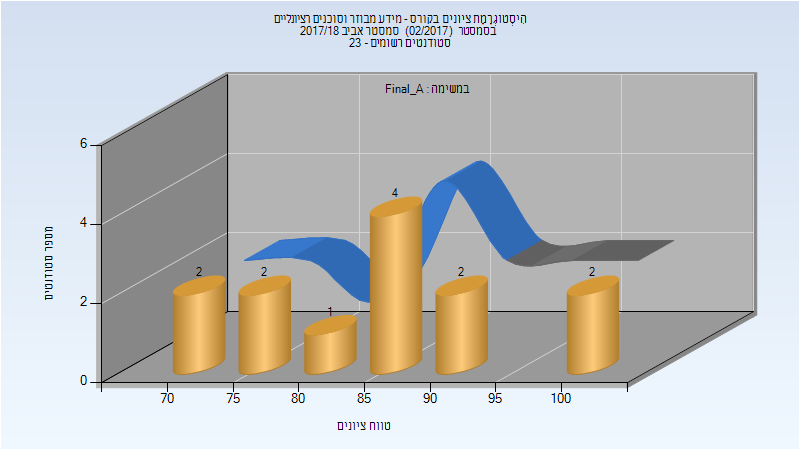 היסטוגרמת ציונים בקורס - מידע מבוזר וסוכנים רציונליים
בסמסטר (02/2017) סמסטר אביב 2017/18
סטודנטים רשומים - 23
במשימה : Final_A
6
4
2
0
מספר סטודנטים
2
2
1
4
2
2
70
75
80
85
90
95
100
טווח ציונים